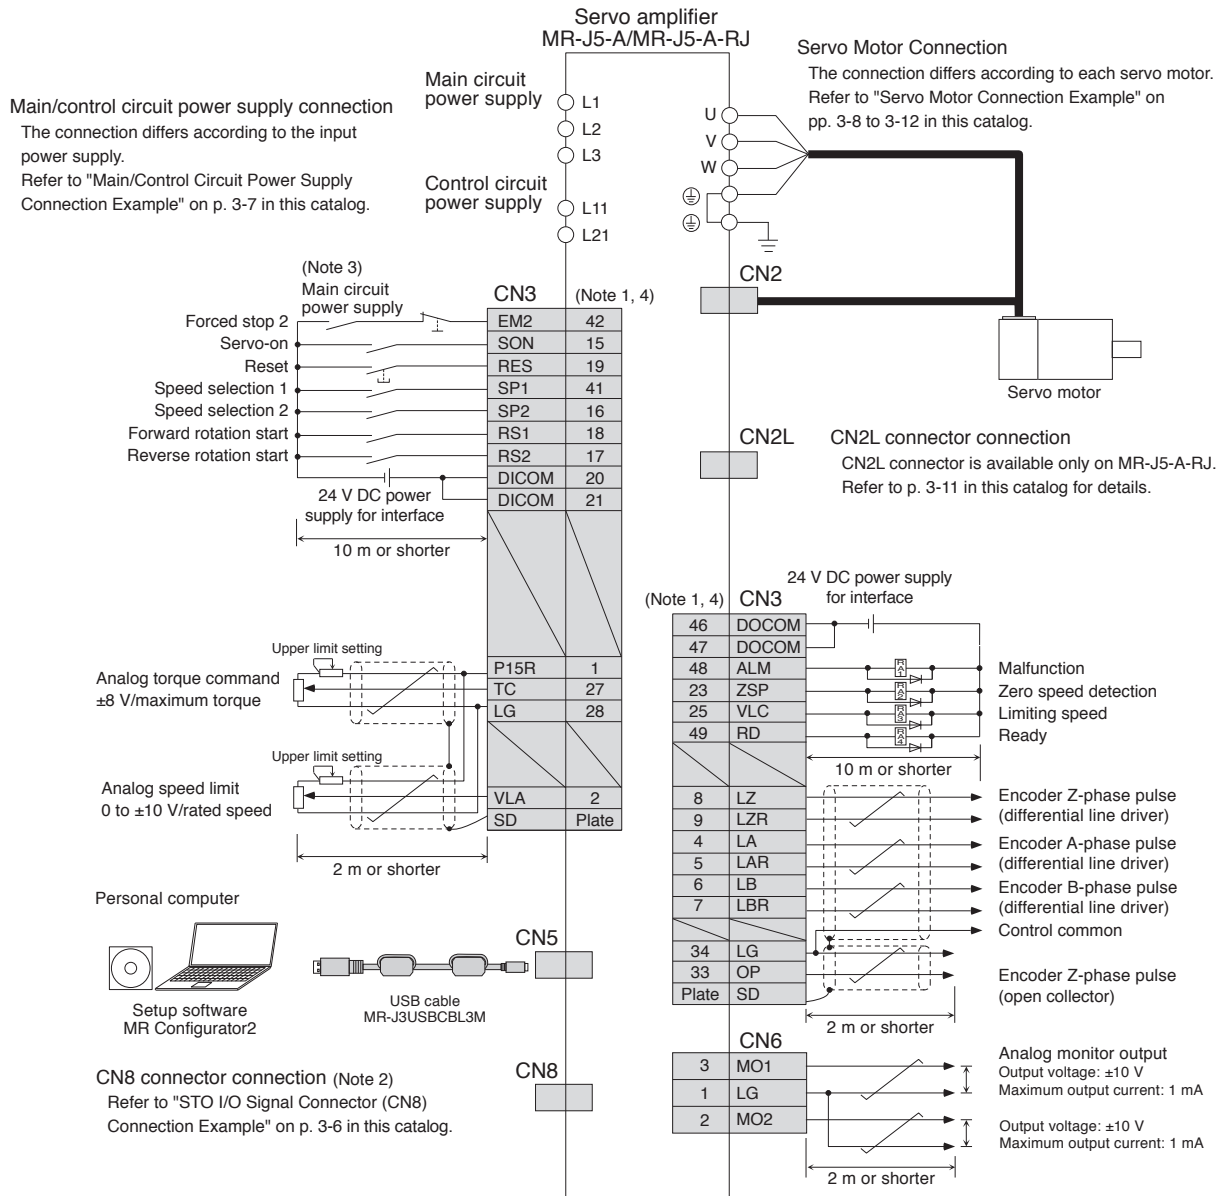 Servo amplifier
MR-J5-A/MR-J5-A-RJ
Main/control circuit power supply connection
The connection differs according to the input
power supply.
Refer to "Main/Control Circuit Power Supply
Connection Example" on p. 3-7 in this catalog.
Main circuit
power supply
L1
L2
L3
Control circuit
power supply
L11
L21
U
V
W
Servo Motor Connection
The connection differs according to each servo motor.
Refer to "Servo Motor Connection Example" on
pp. 3-8 to 3-12 in this catalog.
CN2
Servo motor
CN2L
CN2L connector connection
CN2L connector is available only on MR-J5-A-RJ.
Refer to p. 3-11 in this catalog for details.
(Note 3)
Main circuit
power supply
CN3 (Note 1, 4)
Forced stop 2 EM2 42
Servo-on SON 15
Reset RES 19
Speed selection 1 SP1 41
Speed selection 2 SP2 16
Forward rotation start RS1 18
Reverse rotation start RS2 17
DICOM 20
DICOM 21
24 V DC power
supply for interface
10 m or shorter
Upper limit setting
Analog torque command
±8 V/maximum torque
P15R 1
TC 27
LG 28
Upper limit setting
Analog speed limit
0 to ±10 V/rated speed
VLA 2
SD Plate
2 m or shorter
24 V DC power supply
for interface
(Note 1, 4) CN3
46 DOCOM
47 DOCOM
48 ALM RA1 Malfunction
23 ZSP RA2 Zero speed detection
25 VLC RA3 Limiting speed
49 RD RA4 Ready
10 m or shorter
8 LZ Encoder Z-phase pulse
9 LZR (differential line driver)
4 LA Encoder A-phase pulse
5 LAR (differential line driver)
6 LB Encoder B-phase pulse
7 LBR (differential line driver)
Control common
34 LG
33 OP Encoder Z-phase pulse
Plate SD (open collector)
2 m or shorter
Personal computer
Setup software
MR Configurator2
USB cable
MR-J3USBCBL3M
CN5
CN8 connector connection (Note 2)
Refer to "STO I/O Signal Connector (CN8)
Connection Example" on p. 3-6 in this catalog.
CN8
CN6
3 MO1
1 LG
2 MO2
Analog monitor output
Output voltage: ±10 V
Maximum output current: 1 mA
Output voltage: ±10 V
Maximum output current: 1 mA
2 m or shorter